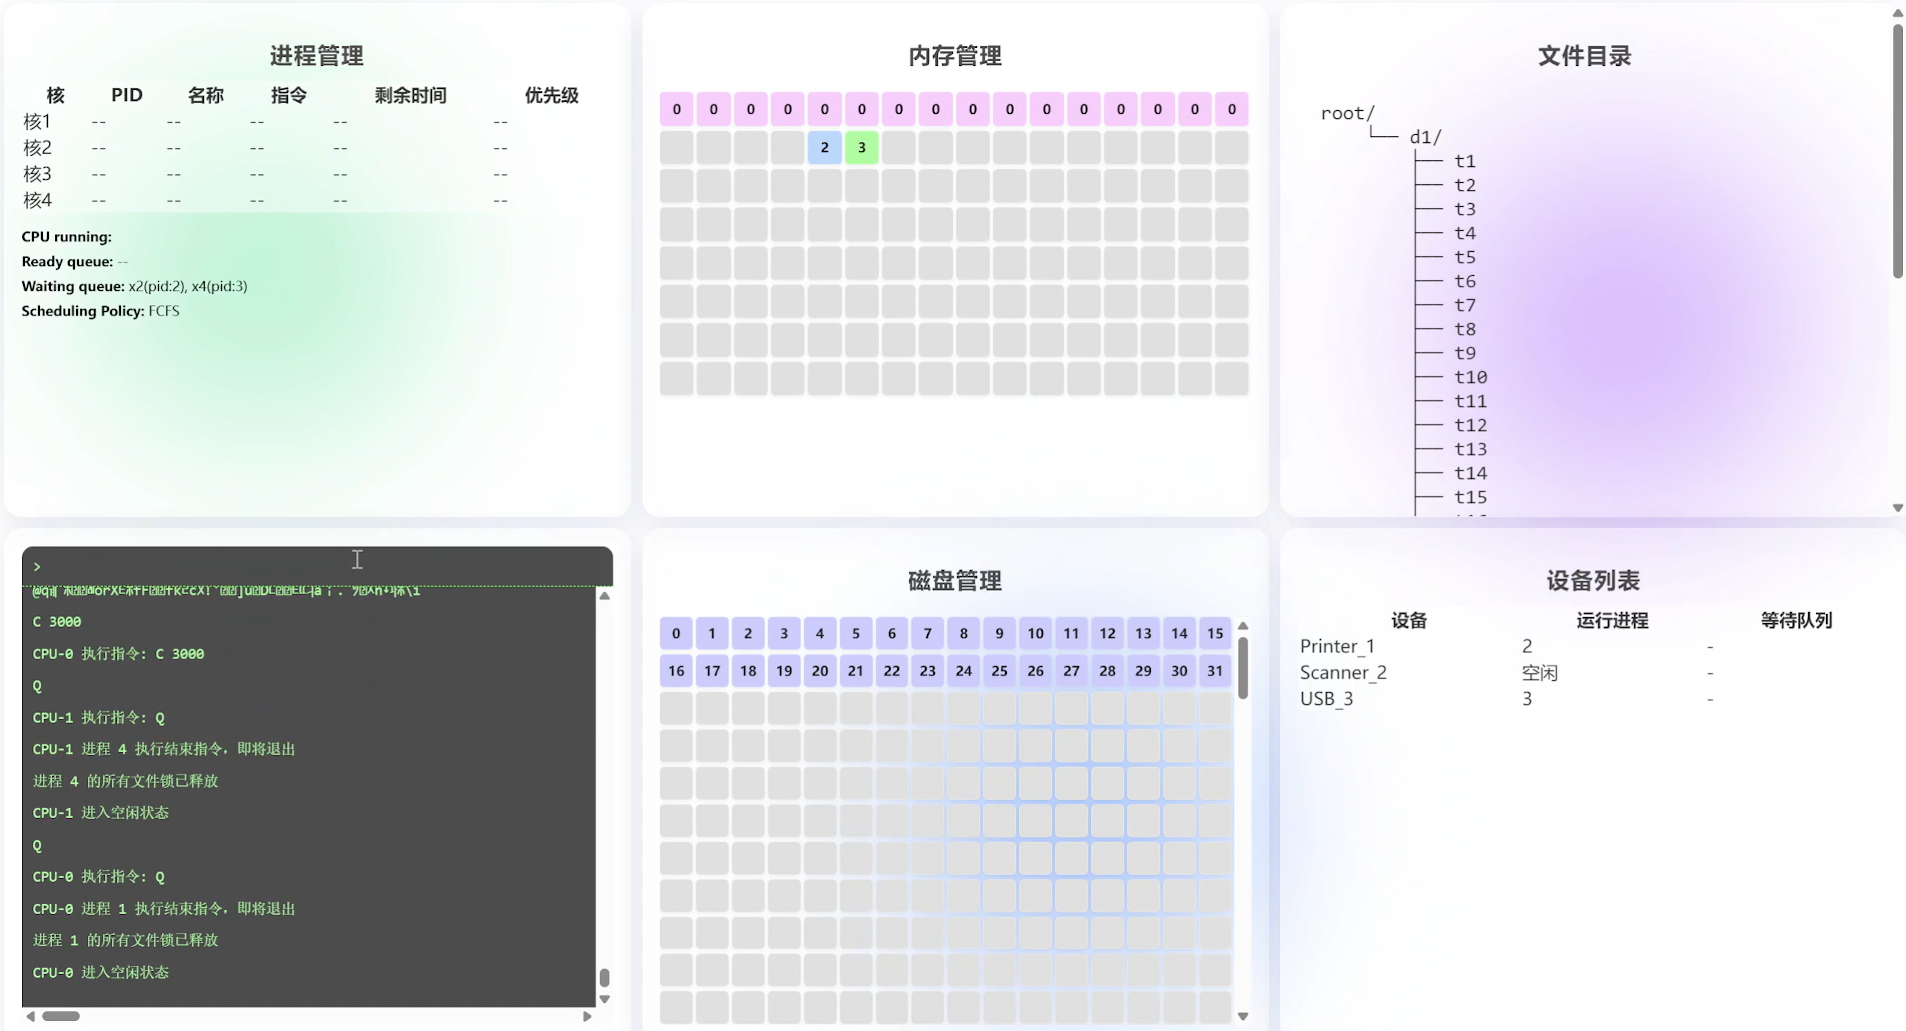 进程管理
核 PID 名称 指令 剩余时间 优先级
核1 -- -- -- -- --
核2 -- -- -- -- --
核3 -- -- -- -- --
核4 -- -- -- -- --
CPU running:
Ready queue: --
Waiting queue: x2(pid:2), x4(pid:3)
Scheduling Policy: FCFS
内存管理
0 0 0 0 0 0 0 0 0 0 0 0 0 0 0 0
2 3
文件目录
root/
└── d1/
├── t1
├── t2
├── t3
├── t4
├── t5
├── t6
├── t7
├── t8
├── t9
├── t10
├── t11
├── t12
├── t13
├── t14
├── t15
>
C 3000
CPU-0 执行指令: C 3000
Q
CPU-1 执行指令: Q
CPU-1 进程 4 执行结束指令，即将退出
进程 4 的所有文件锁已释放
CPU-1 进入空闲状态
Q
CPU-0 执行指令: Q
CPU-0 进程 1 执行结束指令，即将退出
进程 1 的所有文件锁已释放
CPU-0 进入空闲状态
磁盘管理
0 1 2 3 4 5 6 7 8 9 10 11 12 13 14 15
16 17 18 19 20 21 22 23 24 25 26 27 28 29 30 31
设备列表
设备 运行进程 等待队列
Printer_1 2 -
Scanner_2 空闲 -
USB_3 3 -